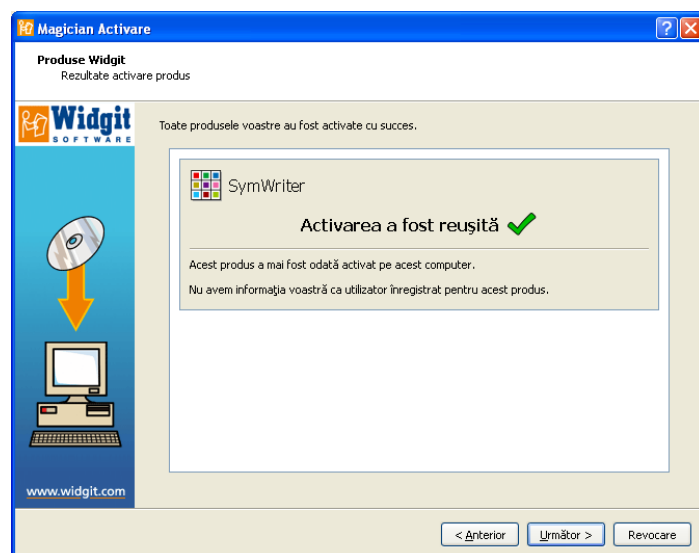 Magician Activare
Produse Widgit
Rezultate activare produs
Widgit
SOFTWARE
Toate produsele voastre au fost activate cu succes.
SymWriter
Activarea a fost reuşită
Acest produs a mai fost odată activat pe acest computer.
Nu avem informaţia voastră ca utilizator înregistrat pentru acest produs.
www.widgit.com
< Anterior
Următor >
Revocare